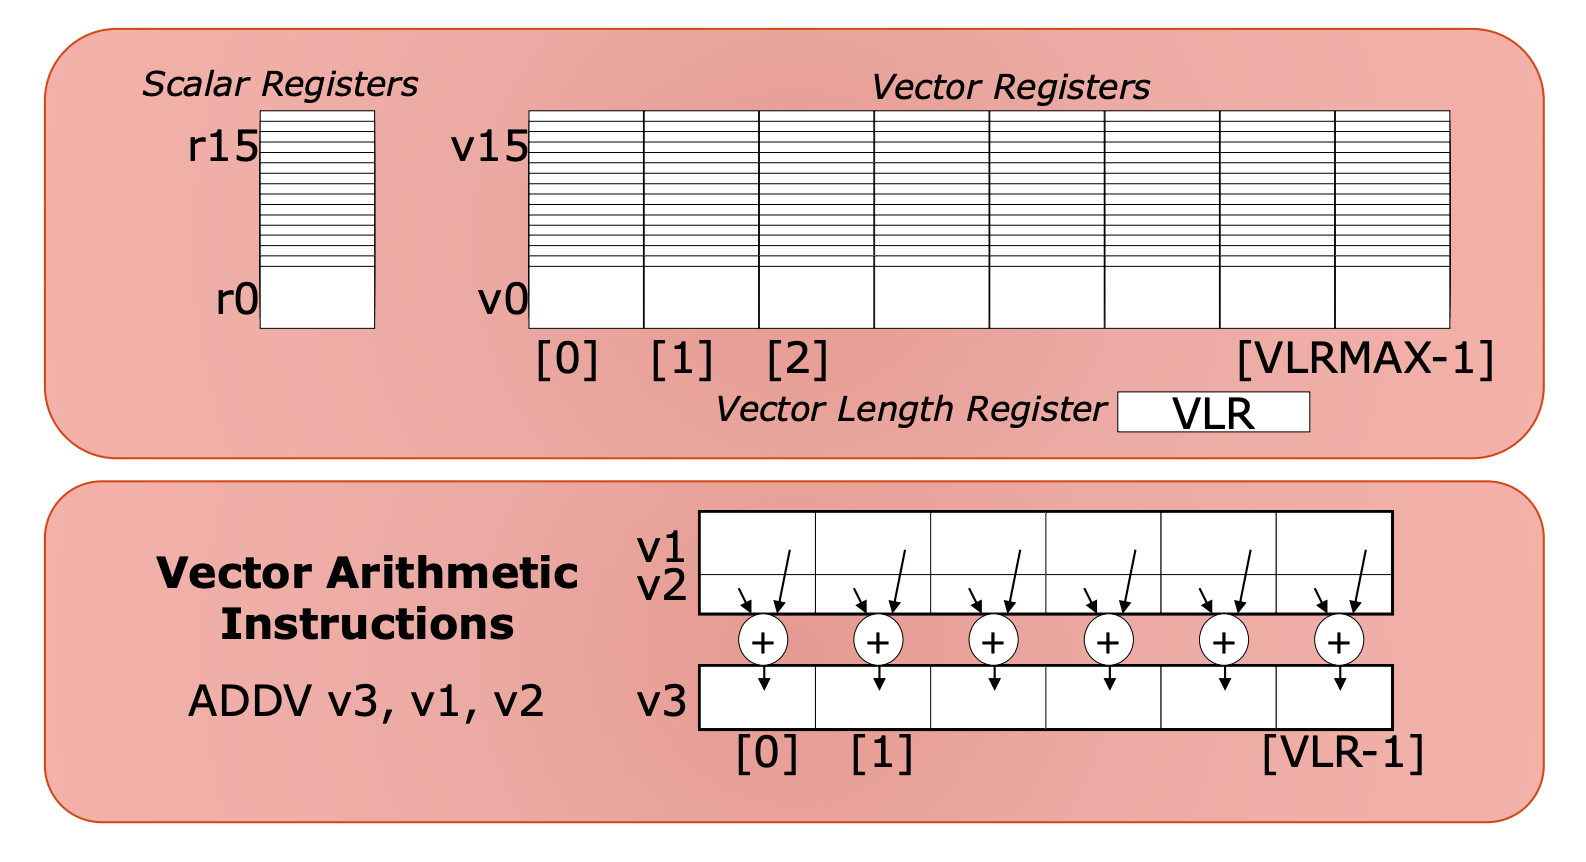 Scalar Registers
Vector Registers
r15
v15
r0
v0
[0] [1] [2] [VLRMAX-1]
Vector Length Register VLR
Vector Arithmetic
Instructions
ADDV v3, v1, v2
v1
v2
+ + + + + +
v3
[0] [1] [VLR-1]